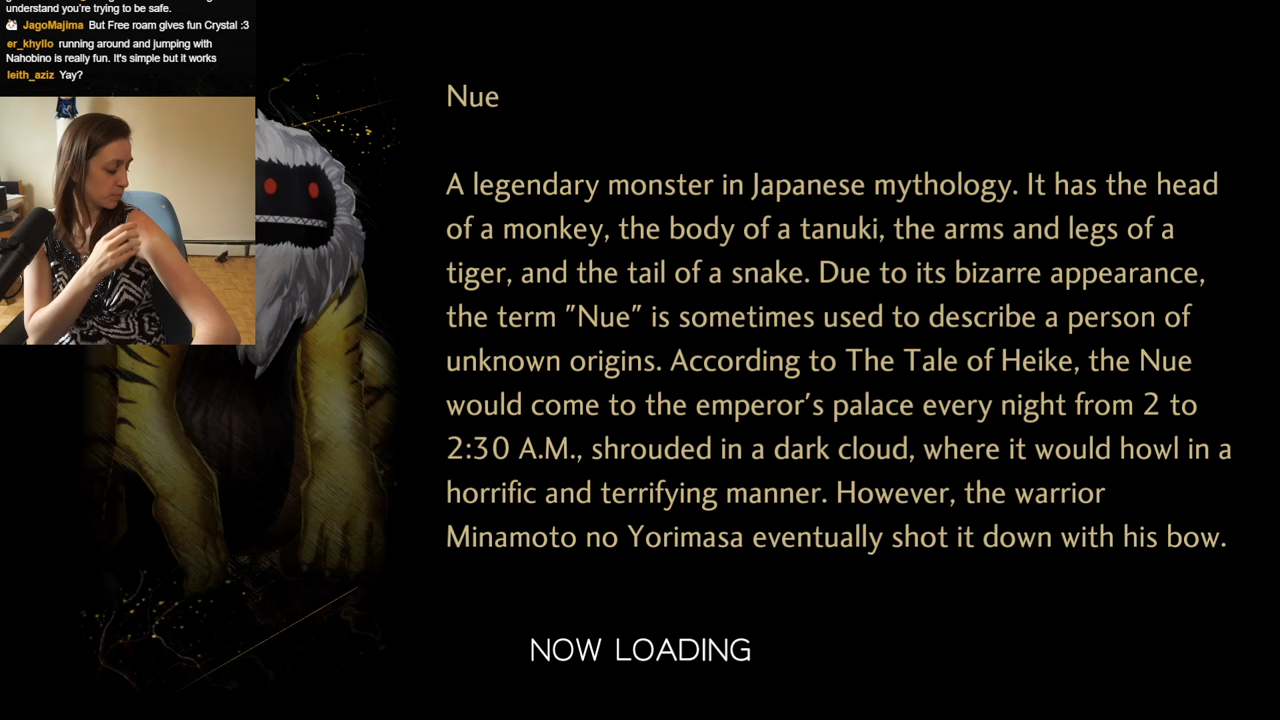 understand you're trying to be safe.
JagoMajima But Free roam gives fun Crystal :3
er_khyllo running around and jumping with
Nahobino is really fun. It's simple but it works
leith_aziz Yay?
Nue
A legendary monster in Japanese mythology. It has the head
of a monkey, the body of a tanuki, the arms and legs of a
tiger, and the tail of a snake. Due to its bizarre appearance,
the term "Nue" is sometimes used to describe a person of
unknown origins. According to The Tale of Heike, the Nue
would come to the emperor's palace every night from 2 to
2:30 A.M., shrouded in a dark cloud, where it would howl in a
horrific and terrifying manner. However, the warrior
Minamoto no Yorimasa eventually shot it down with his bow.
NOW LOADING